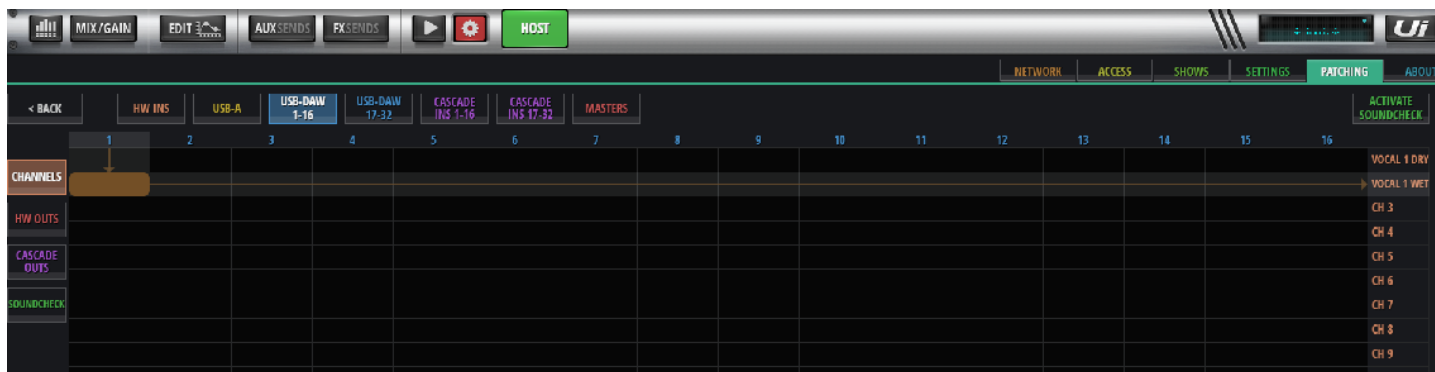 MIX/GAIN EDIT AUXSENDS FXSENDS HOST Ui
NETWORK ACCESS SHOWS SETTINGS PATCHING ABOUT
< BACK HW INS USB-A USB-DAW 1-16 USB-DAW 17-32 CASCADE INS 1-16 CASCADE INS 17-32 MASTERS ACTIVATE SOUNDCHECK
1 2 3 4 5 6 7 8 9 10 11 12 13 14 15 16
VOCAL 1 DRY
CHANNELS VOCAL 1 WET
CH 3
HW OUTS
CH 4
CASCADE OUTS CH 5
CH 6
SOUNDCHECK CH 7
CH 8
CH 9